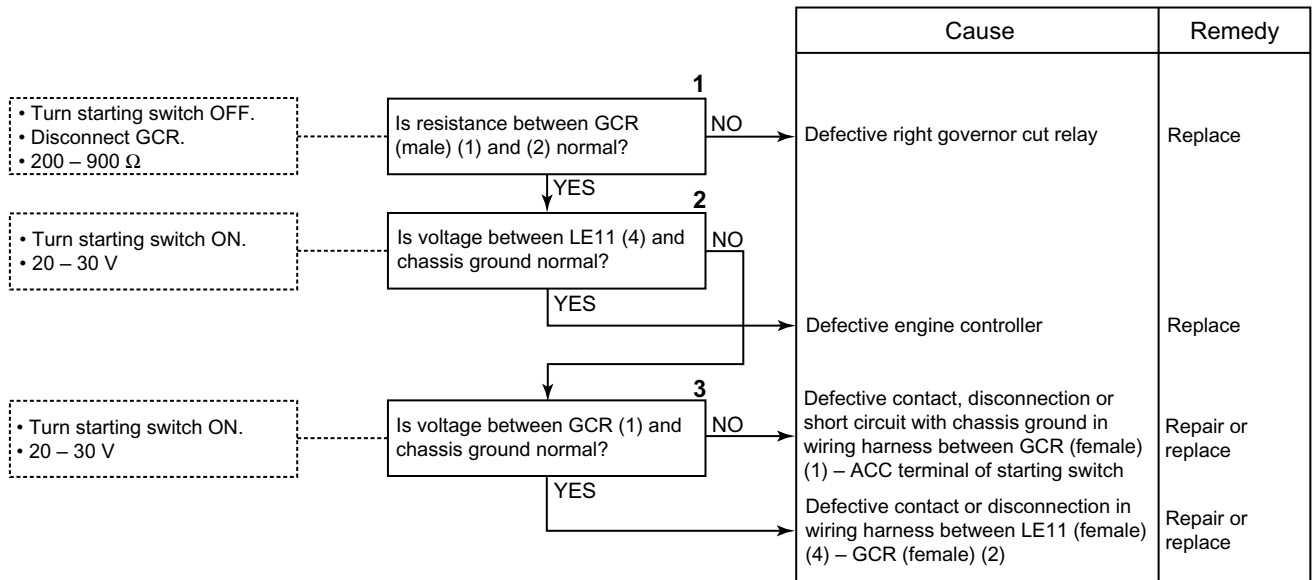 Cause Remedy
1
• Turn starting switch OFF.
• Disconnect GCR.
• 200 – 900 Ω
Is resistance between GCR
(male) (1) and (2) normal?
NO
Defective right governor cut relay
Replace
YES
2
• Turn starting switch ON.
• 20 – 30 V
Is voltage between LE11 (4) and
chassis ground normal?
NO
YES
Defective engine controller
Replace
3
• Turn starting switch ON.
• 20 – 30 V
Is voltage between GCR (1) and
chassis ground normal?
NO
Defective contact, disconnection or
short circuit with chassis ground in
wiring harness between GCR (female)
(1) – ACC terminal of starting switch
Repair or
replace
YES
Defective contact or disconnection in
wiring harness between LE11 (female)
(4) – GCR (female) (2)
Repair or
replace